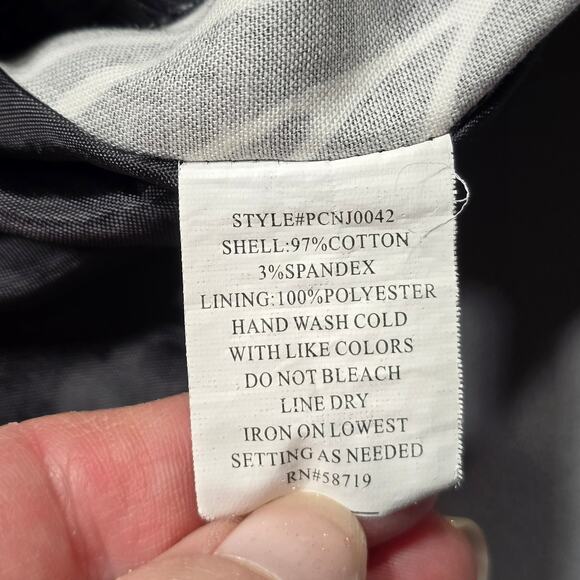 STYLE#PCNJ0042
SHELL:97%COTTON
3%SPANDEX
LINING:100%POLYESTER
HAND WASH COLD
WITH LIKE COLORS
DO NOT BLEACH
LINE DRY
IRON ON LOWEST
SETTING AS NEEDED
RN#58719